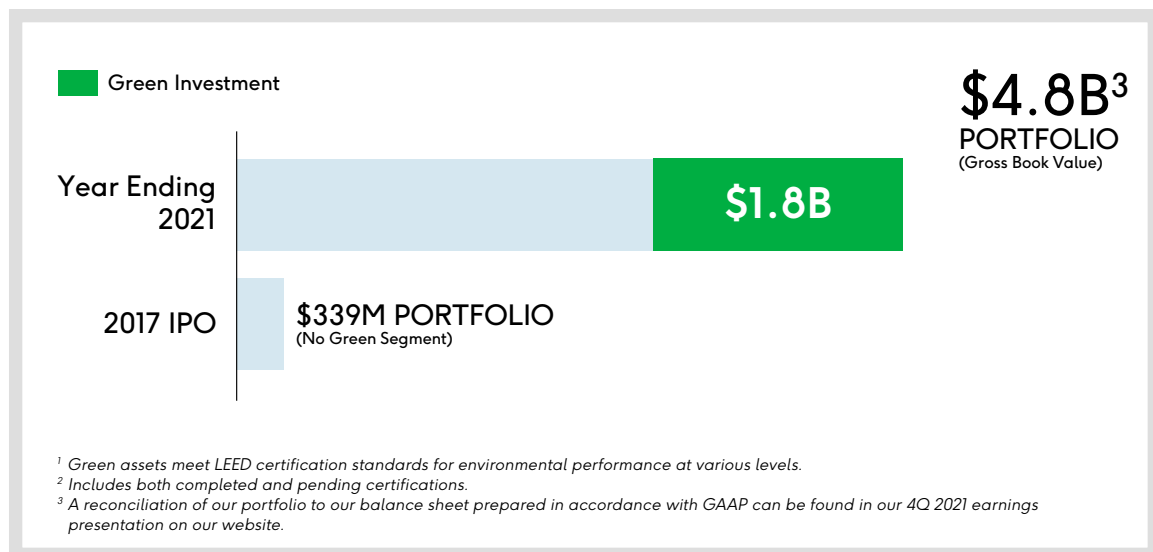 Green Investment
$4.8B³
PORTFOLIO
(Gross Book Value)
Year Ending
2021
$1.8B
2017 IPO
$339M PORTFOLIO
(No Green Segment)
¹ Green assets meet LEED certification standards for environmental performance at various levels.
² Includes both completed and pending certifications.
³ A reconciliation of our portfolio to our balance sheet prepared in accordance with GAAP can be found in our 4Q 2021 earnings
presentation on our website.